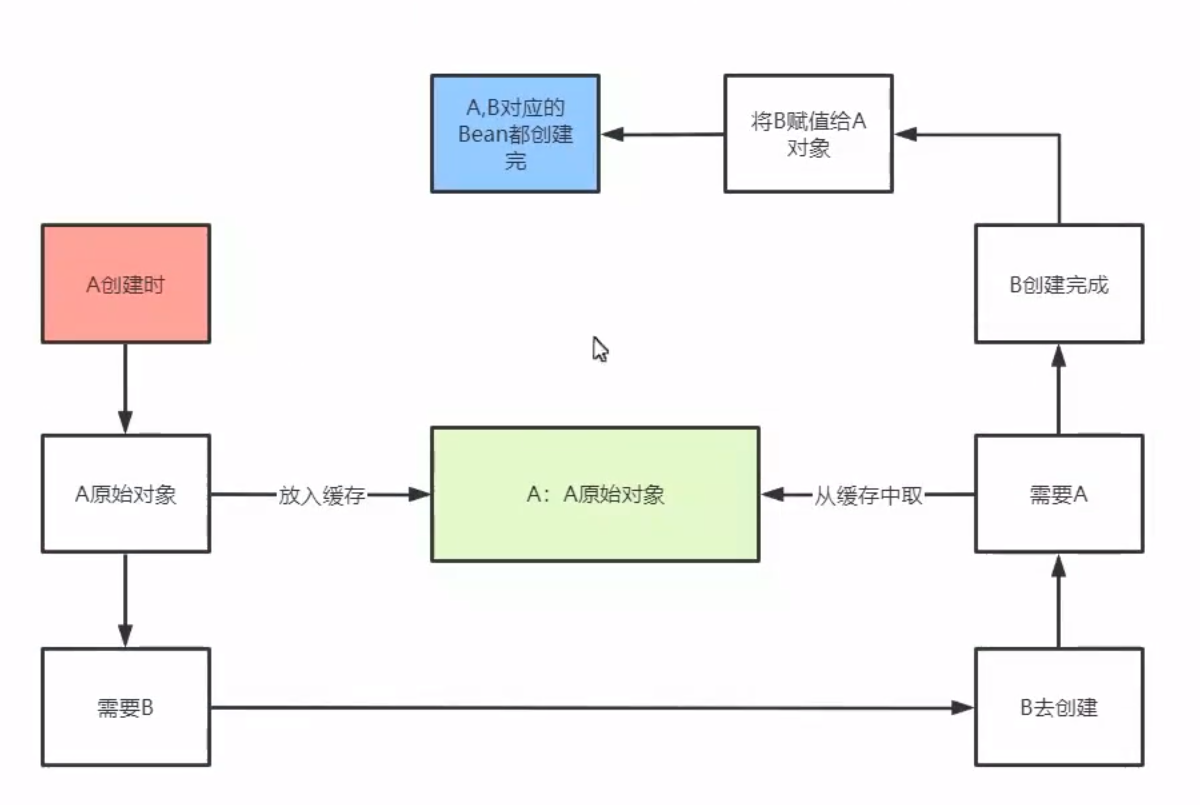 A,B对应的
Bean都创建
完
将B赋值给A
对象
A创建时
B创建完成
A原始对象
放入缓存
A：A原始对象
从缓存中取
需要A
需要B
B去创建